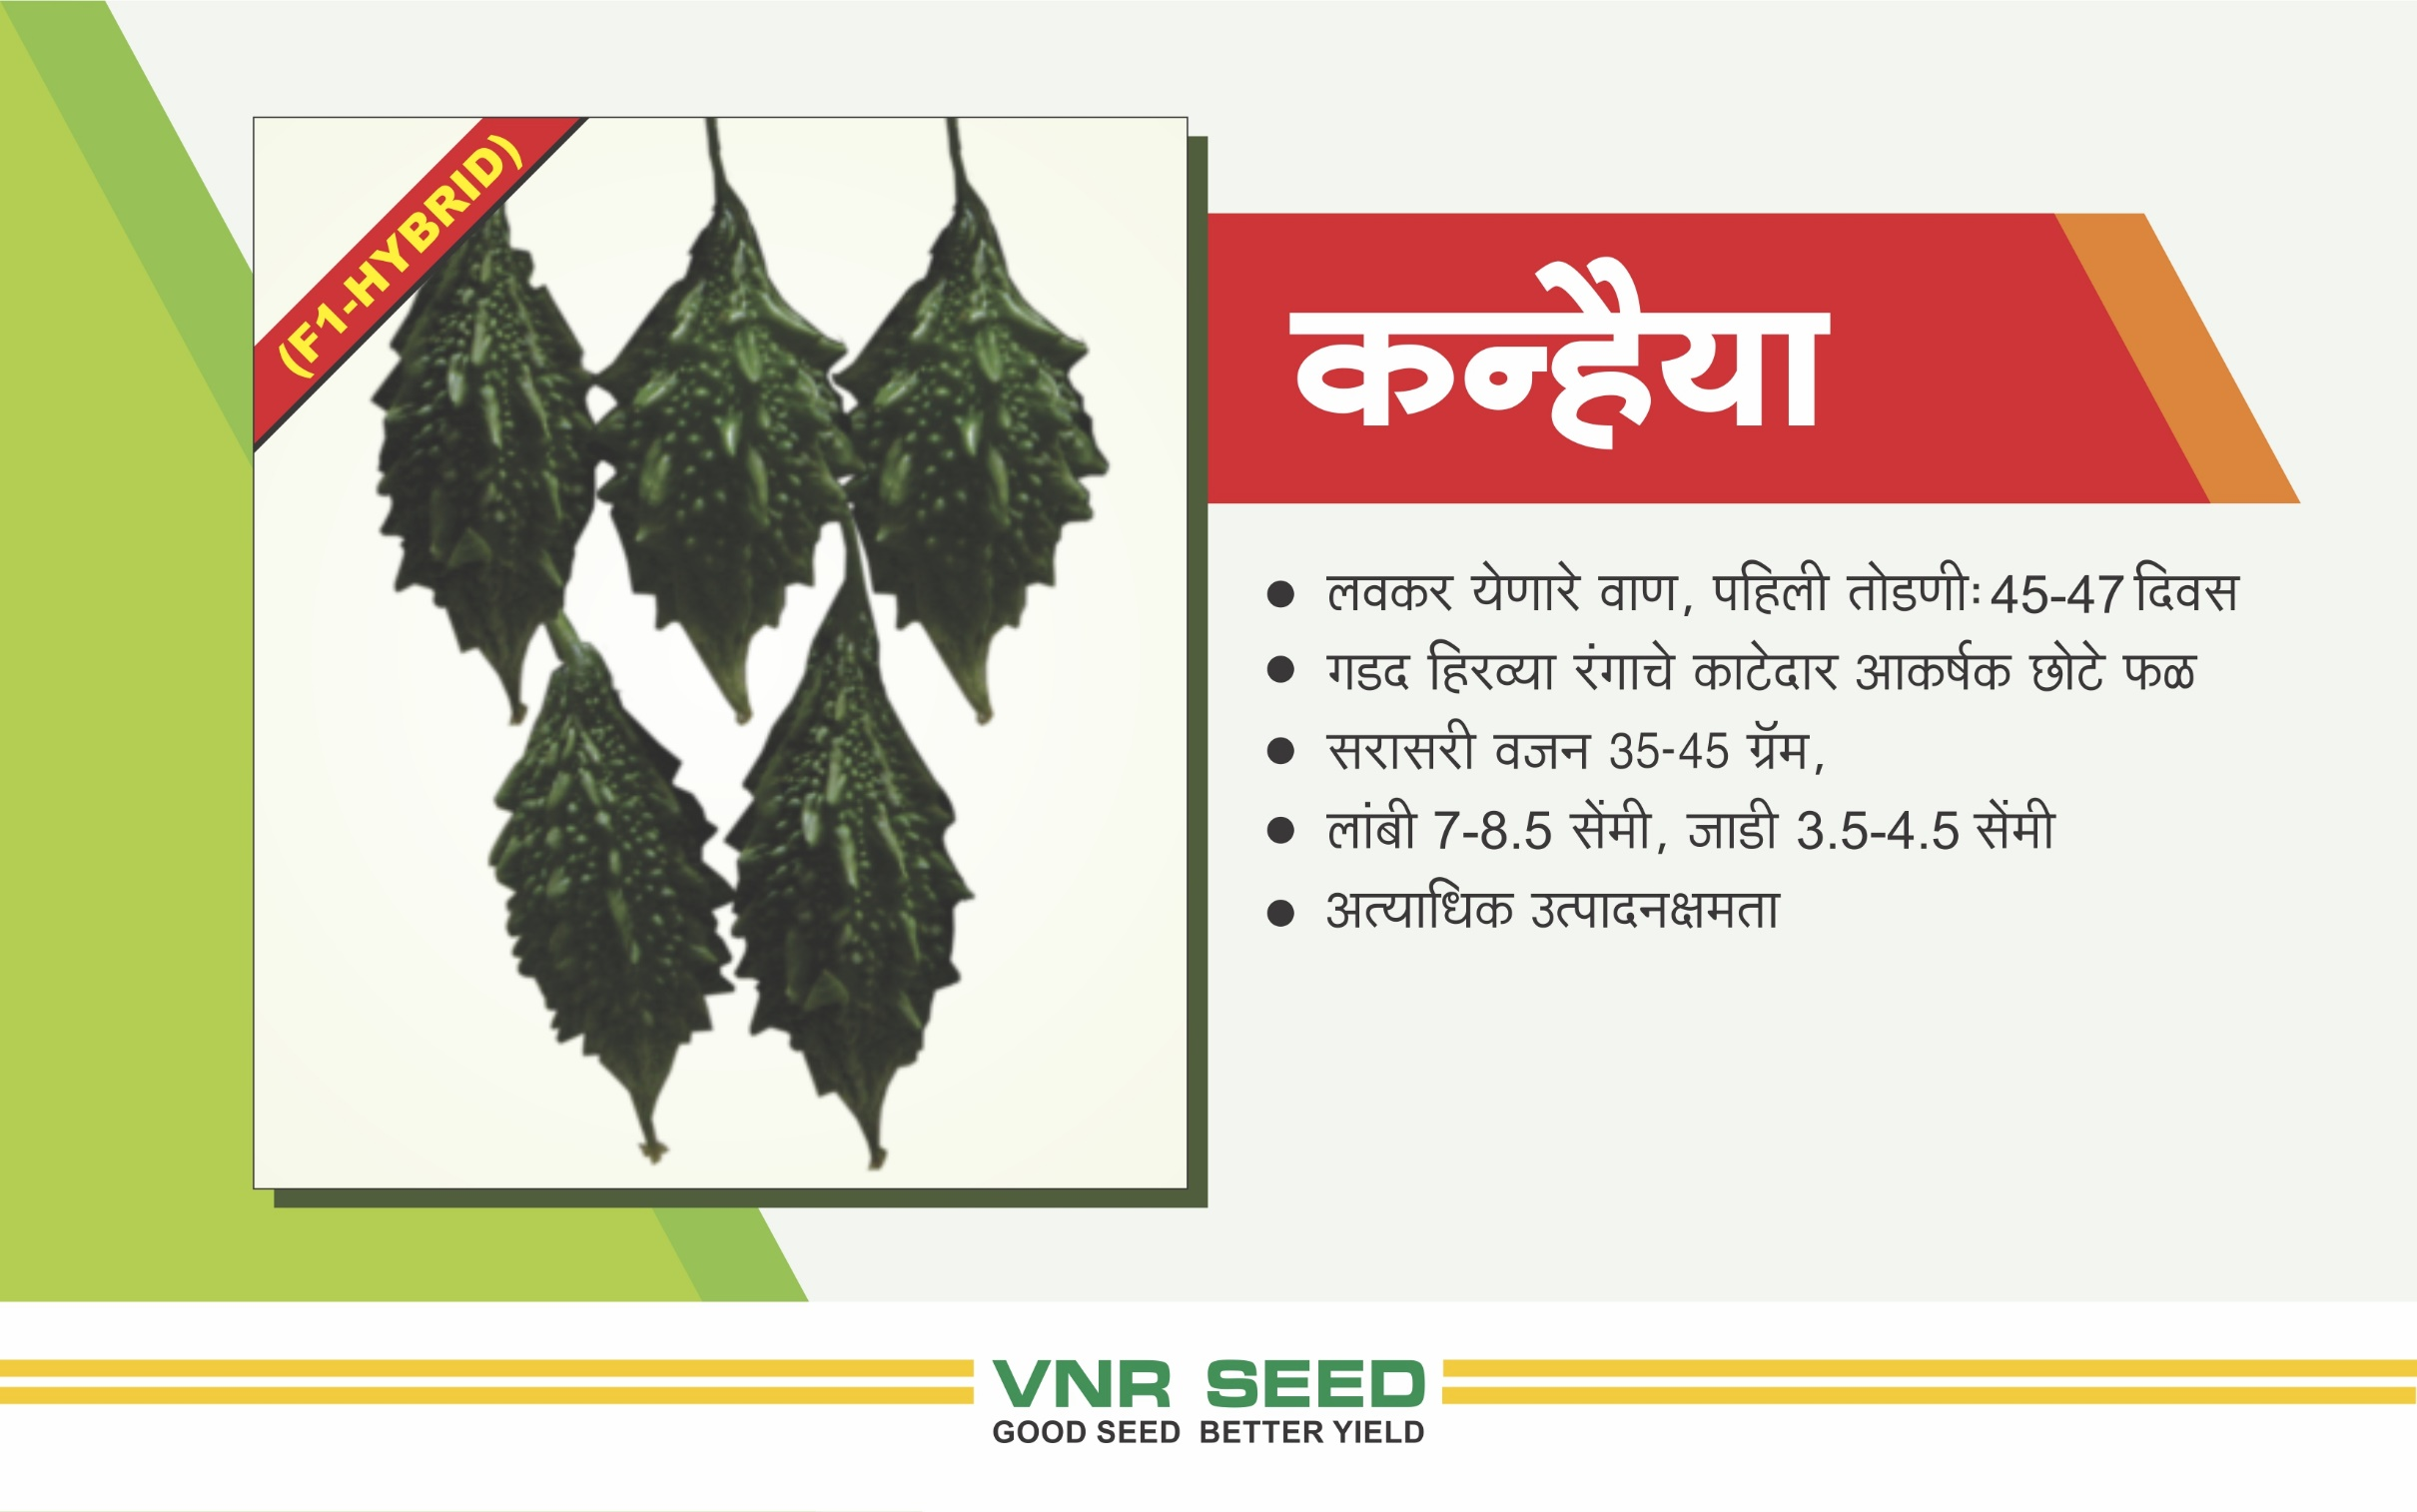 (F1-HYBRID)
कन्हैया
लवकर येणारे वाण, पहिली तोडणी: 45-47 दिवस
गडद हिरव्या रंगाचे काटेदार आकर्षक छोटे फळ
सरासरी वजन 35-45 ग्रॅम,
लांबी 7-8.5 सेंमी, जाडी 3.5-4.5 सेंमी
अत्याधिक उत्पादनक्षमता
VNR SEED
GOOD SEED BETTER YIELD